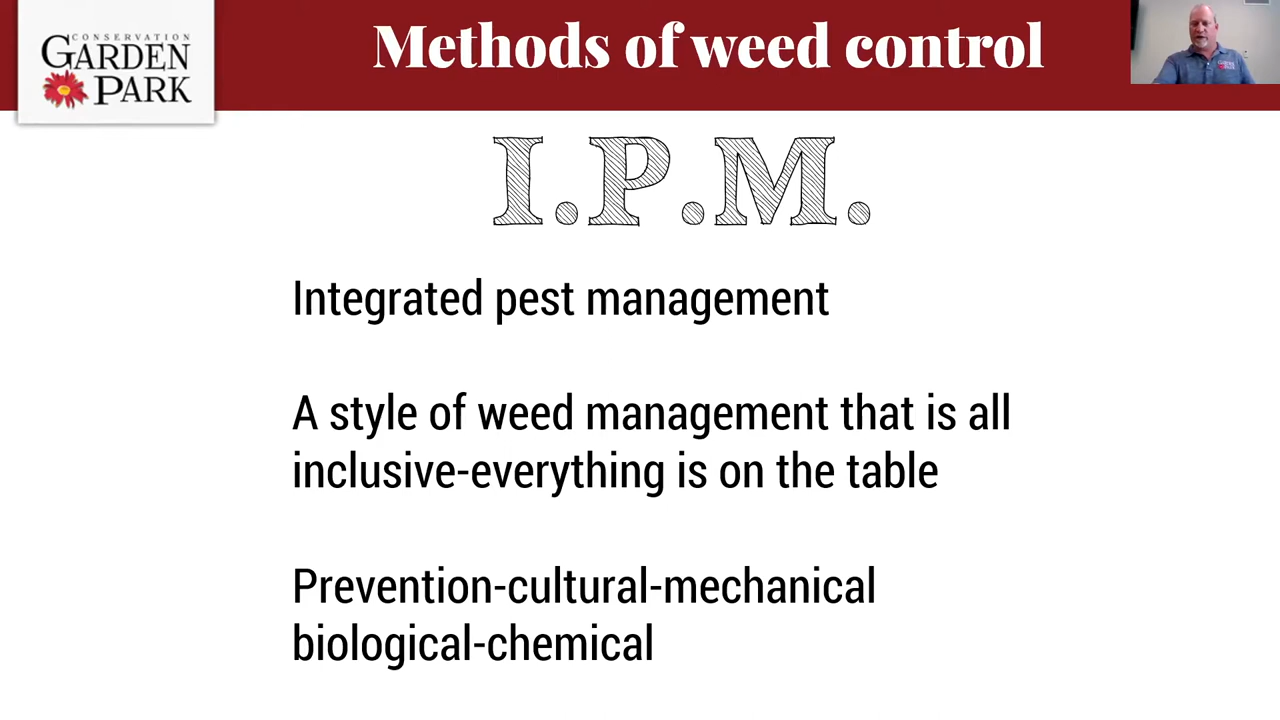 CONSERVATION
GARDEN
PARK
Methods of weed control
I.P.M.
Integrated pest management
A style of weed management that is all
inclusive-everything is on the table
Prevention-cultural-mechanical
biological-chemical